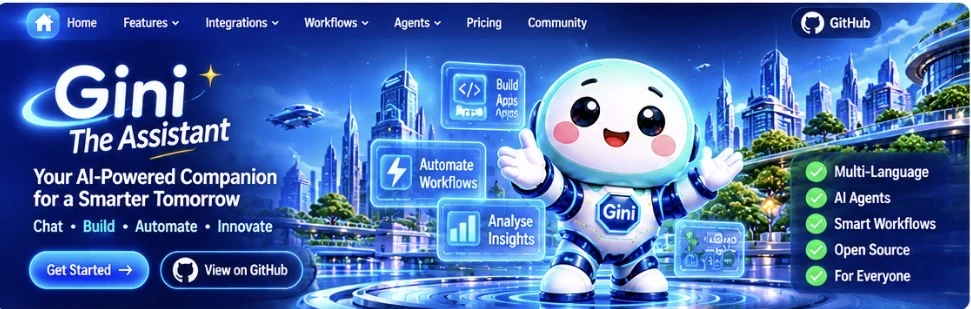 Home
Features
Integrations
Workflows
Agents
Pricing
Community
GitHub
Gini
The Assistant
Your AI-Powered Companion
for a Smarter Tomorrow
Chat • Build • Automate • Innovate
Get Started →
View on GitHub
</> Build
Apps
Apps
Automate
Workflows
Analyse
Insights
Gini
Multi-Language
AI Agents
Smart Workflows
Open Source
For Everyone